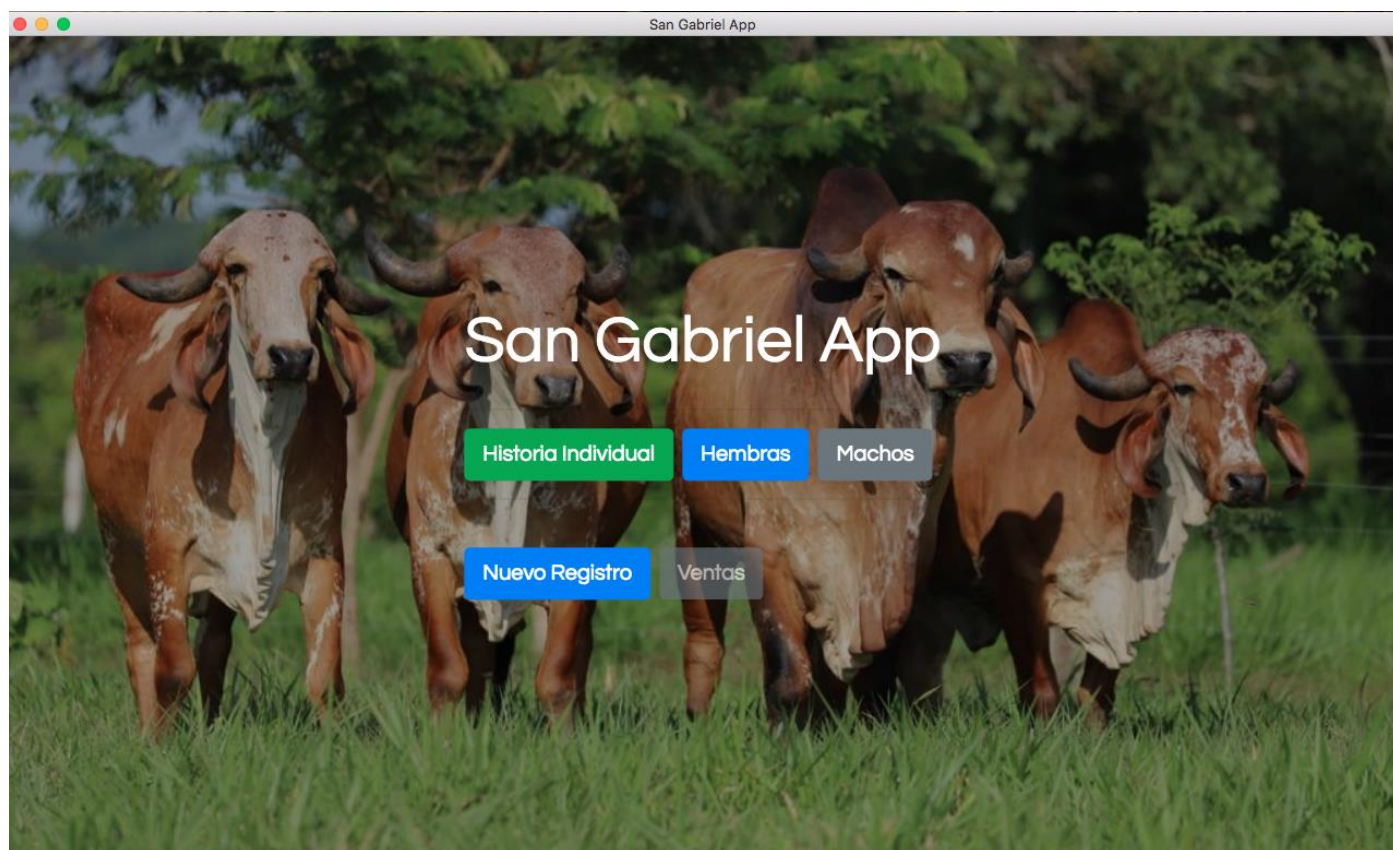 San Gabriel App
San Gabriel App
Historia Individual Hembras Machos
Nuevo Registro Ventas